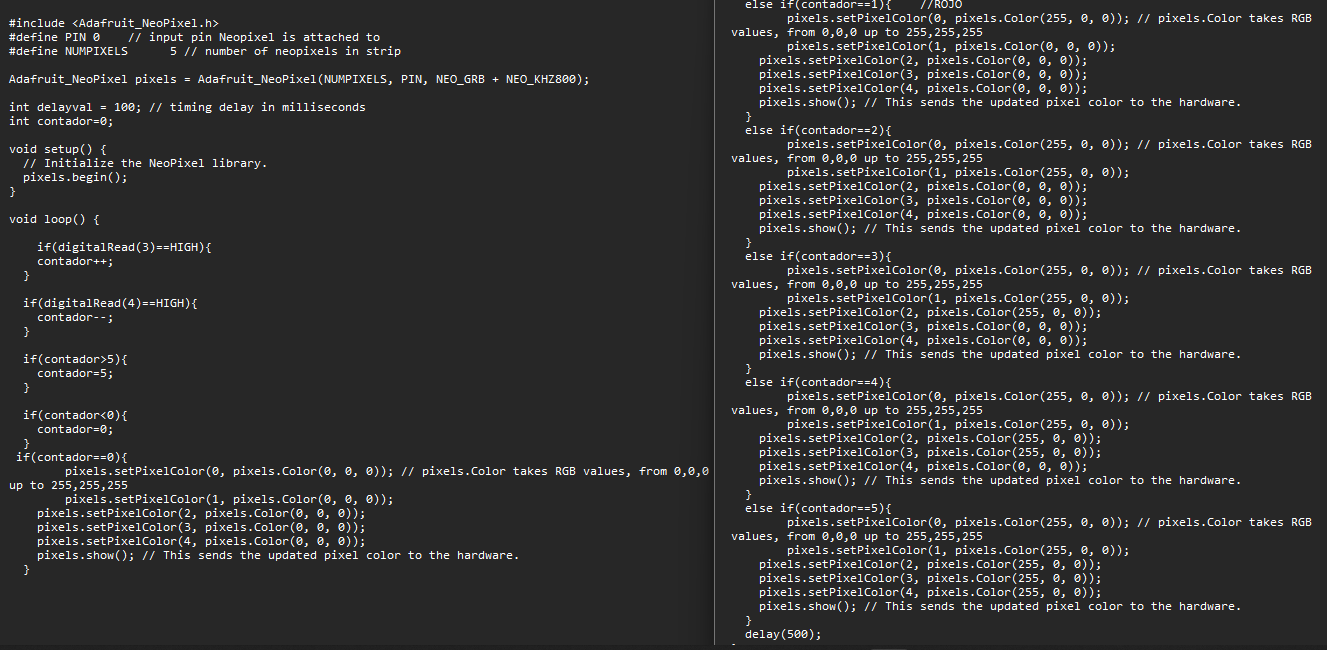 #include <Adafruit_NeoPixel.h>
#define PIN 0    // input pin Neopixel is attached to
#define NUMPIXELS      5 // number of neopixels in strip

Adafruit_NeoPixel pixels = Adafruit_NeoPixel(NUMPIXELS, PIN, NEO_GRB + NEO_KHZ800);

int delayval = 100; // timing delay in milliseconds
int contador=0;

void setup() {
  // Initialize the NeoPixel library.
  pixels.begin();
}

void loop() {

    if(digitalRead(3)==HIGH){
    contador++;
  }

  if(digitalRead(4)==HIGH){
    contador--;
  }

  if(contador>5){
    contador=5;
  }

  if(contador<0){
    contador=0;
  }
 if(contador==0){
        pixels.setPixelColor(0, pixels.Color(0, 0, 0)); // pixels.Color takes RGB values, from 0,0,0
up to 255,255,255
        pixels.setPixelColor(1, pixels.Color(0, 0, 0));
    pixels.setPixelColor(2, pixels.Color(0, 0, 0));
    pixels.setPixelColor(3, pixels.Color(0, 0, 0));
    pixels.setPixelColor(4, pixels.Color(0, 0, 0));
    pixels.show(); // This sends the updated pixel color to the hardware.
  }
  else if(contador==1){    //ROJO
        pixels.setPixelColor(0, pixels.Color(255, 0, 0)); // pixels.Color takes RGB
values, from 0,0,0 up to 255,255,255
        pixels.setPixelColor(1, pixels.Color(0, 0, 0));
    pixels.setPixelColor(2, pixels.Color(0, 0, 0));
    pixels.setPixelColor(3, pixels.Color(0, 0, 0));
    pixels.setPixelColor(4, pixels.Color(0, 0, 0));
    pixels.show(); // This sends the updated pixel color to the hardware.
  }
  else if(contador==2){
        pixels.setPixelColor(0, pixels.Color(255, 0, 0)); // pixels.Color takes RGB
values, from 0,0,0 up to 255,255,255
        pixels.setPixelColor(1, pixels.Color(255, 0, 0));
    pixels.setPixelColor(2, pixels.Color(0, 0, 0));
    pixels.setPixelColor(3, pixels.Color(0, 0, 0));
    pixels.setPixelColor(4, pixels.Color(0, 0, 0));
    pixels.show(); // This sends the updated pixel color to the hardware.
  }
  else if(contador==3){
        pixels.setPixelColor(0, pixels.Color(255, 0, 0)); // pixels.Color takes RGB
values, from 0,0,0 up to 255,255,255
        pixels.setPixelColor(1, pixels.Color(255, 0, 0));
    pixels.setPixelColor(2, pixels.Color(255, 0, 0));
    pixels.setPixelColor(3, pixels.Color(0, 0, 0));
    pixels.setPixelColor(4, pixels.Color(0, 0, 0));
    pixels.show(); // This sends the updated pixel color to the hardware.
  }
  else if(contador==4){
        pixels.setPixelColor(0, pixels.Color(255, 0, 0)); // pixels.Color takes RGB
values, from 0,0,0 up to 255,255,255
        pixels.setPixelColor(1, pixels.Color(255, 0, 0));
    pixels.setPixelColor(2, pixels.Color(255, 0, 0));
    pixels.setPixelColor(3, pixels.Color(255, 0, 0));
    pixels.setPixelColor(4, pixels.Color(0, 0, 0));
    pixels.show(); // This sends the updated pixel color to the hardware.
  }
  else if(contador==5){
        pixels.setPixelColor(0, pixels.Color(255, 0, 0)); // pixels.Color takes RGB
values, from 0,0,0 up to 255,255,255
        pixels.setPixelColor(1, pixels.Color(255, 0, 0));
    pixels.setPixelColor(2, pixels.Color(255, 0, 0));
    pixels.setPixelColor(3, pixels.Color(255, 0, 0));
    pixels.setPixelColor(4, pixels.Color(255, 0, 0));
    pixels.show(); // This sends the updated pixel color to the hardware.
  }
  delay(500);